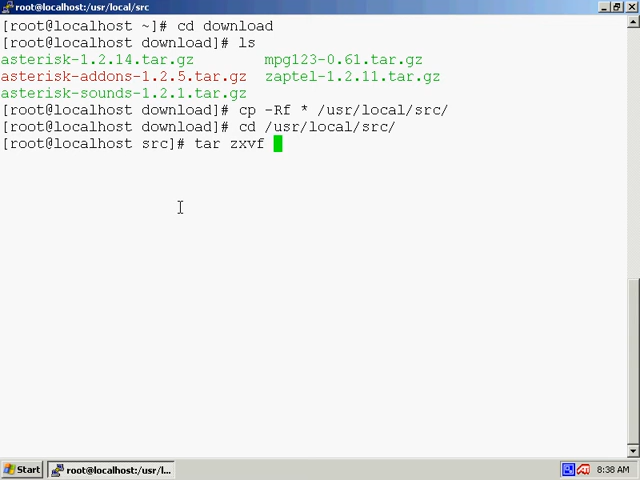 root@localhost:/usr/local/src
[root@localhost ~]# cd download
[root@localhost download]# ls
asterisk-1.2.14.tar.gz mpg123-0.61.tar.gz
asterisk-addons-1.2.5.tar.gz zaptel-1.2.11.tar.gz
asterisk-sounds-1.2.1.tar.gz
[root@localhost download]# cp -Rf * /usr/local/src/
[root@localhost download]# cd /usr/local/src/
[root@localhost src]# tar zxvf
Start root@localhost:/usr/l... 8:38 AM